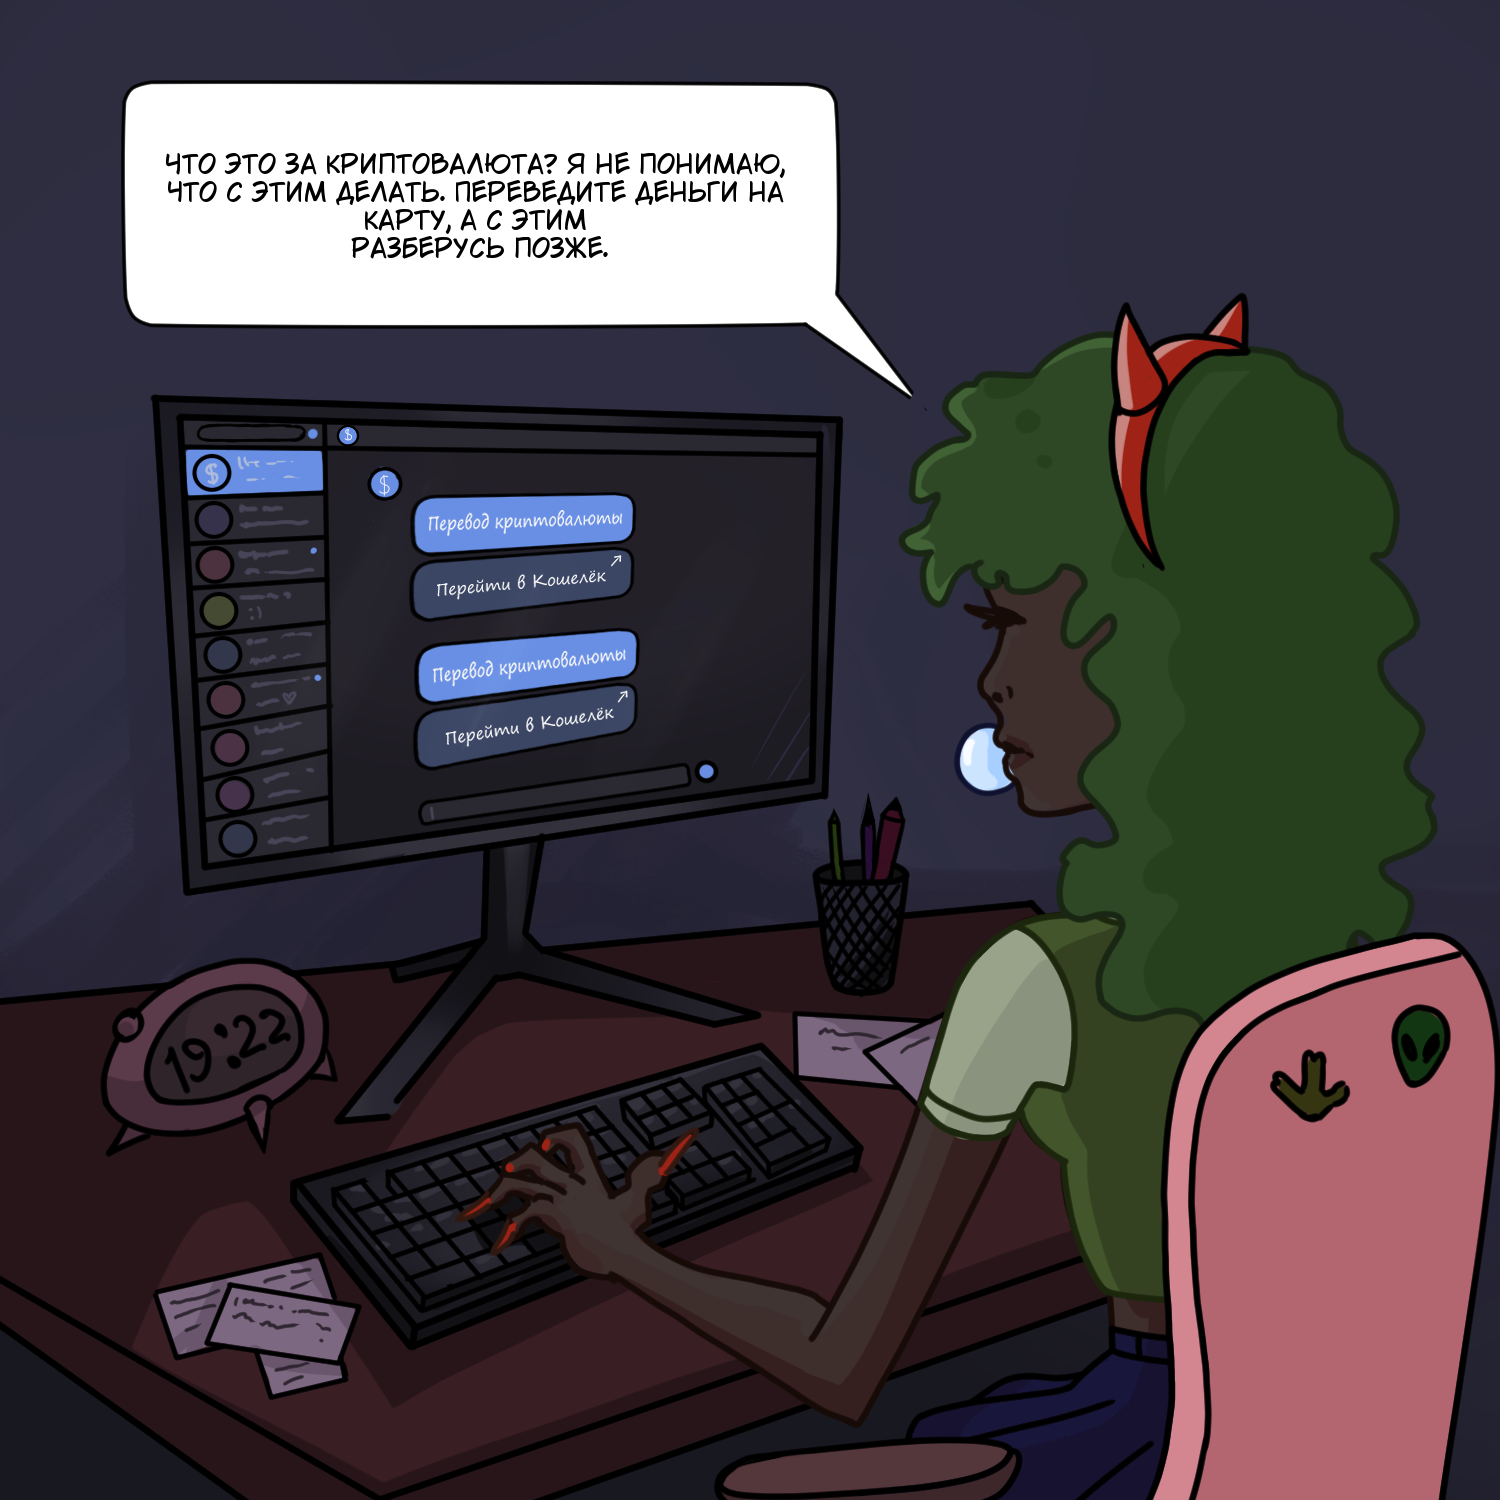 ЧТО ЭТО ЗА КРИПТОВАЛЮТА? Я НЕ ПОНИМАЮ,
ЧТО С ЭТИМ ДЕЛАТЬ. ПЕРЕВЕДИТЕ ДЕНЬГИ НА
КАРТУ, А С ЭТИМ
РАЗБЕРУСЬ ПОЗЖЕ.
$
$
$
Перевод криптовалюты
Перейти в Кошелёк
:)
Перевод криптовалюты
Перейти в Кошелёк
19:22